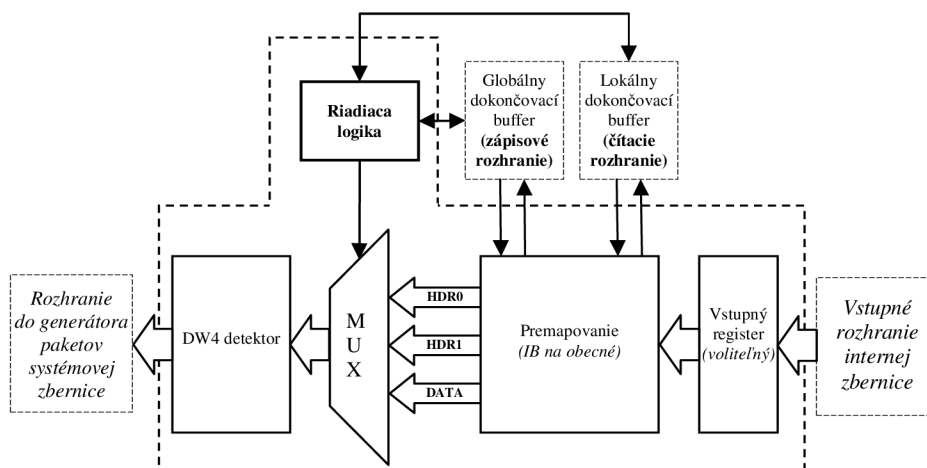 Globálny
dokončovací
buffer
(zápisové
rozhranie)
Lokálny
dokončovací
buffer
(čítacie
rozhranie)
Riadiaca
logika
Rozhranie
do generátora
paketov
systémovej
zbernice
DW4 detektor
M
U
X
HDR0
HDR1
DATA
Premapovanie
(IB na obecné)
Vstupný
register
(voliteľný)
Vstupné
rozhranie
internej
zbernice